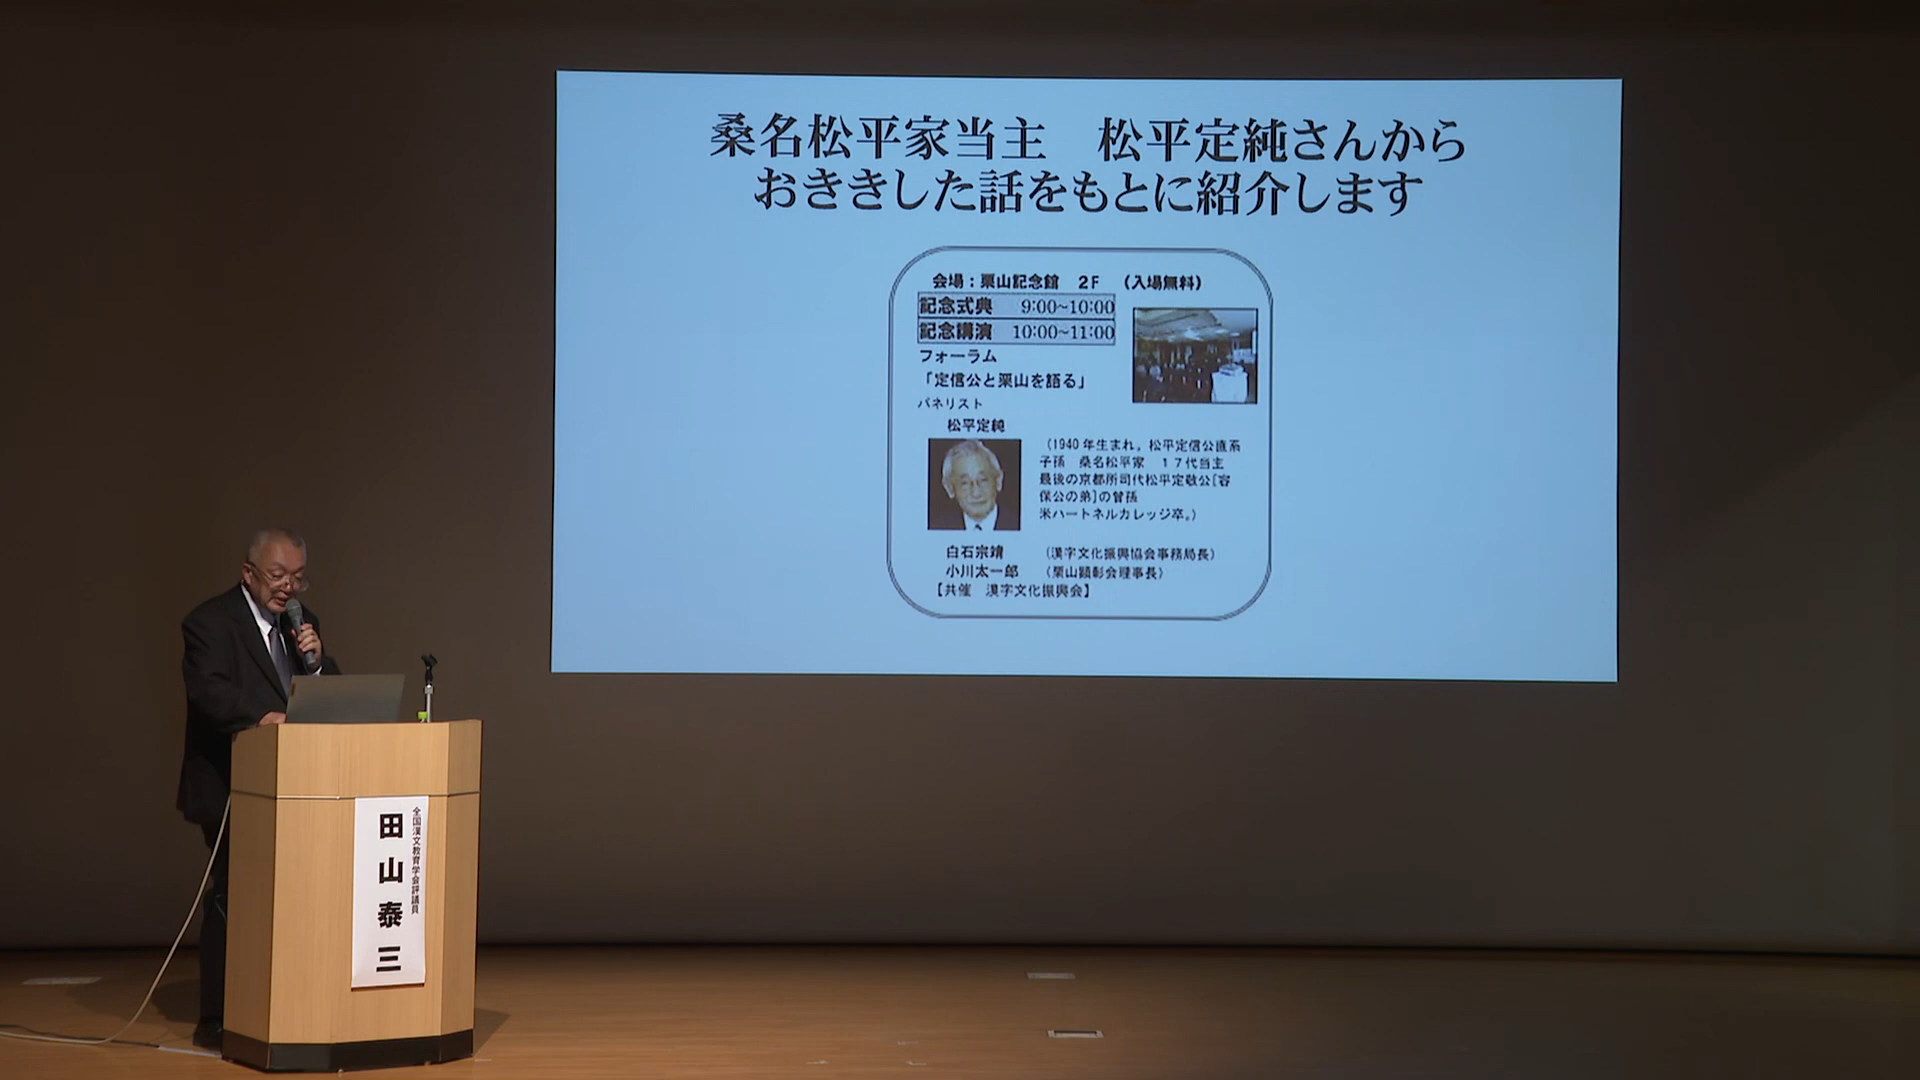 桑名松平家当主　松平定純さんから
おききした話をもとに紹介します
会場：栗山記念館　２F　（入場無料）
記念式典　9:00~10:00
記念講演　10:00~11:00
フォーラム
「定信公と栗山を語る」
パネリスト
松平定純
（1940年生まれ。松平定信公直系
子孫　桑名松平家　１７代当主
最後の京都所司代松平定敬公[容
保公の弟]の曾孫
米ハートネルカレッジ卒。）
白石宗靖　（漢字文化振興協会事務局長）
小川太一郎　（栗山顕彰会理事長）
【共催　漢字文化振興会】
全国漢文教育学会評議員
田山泰三